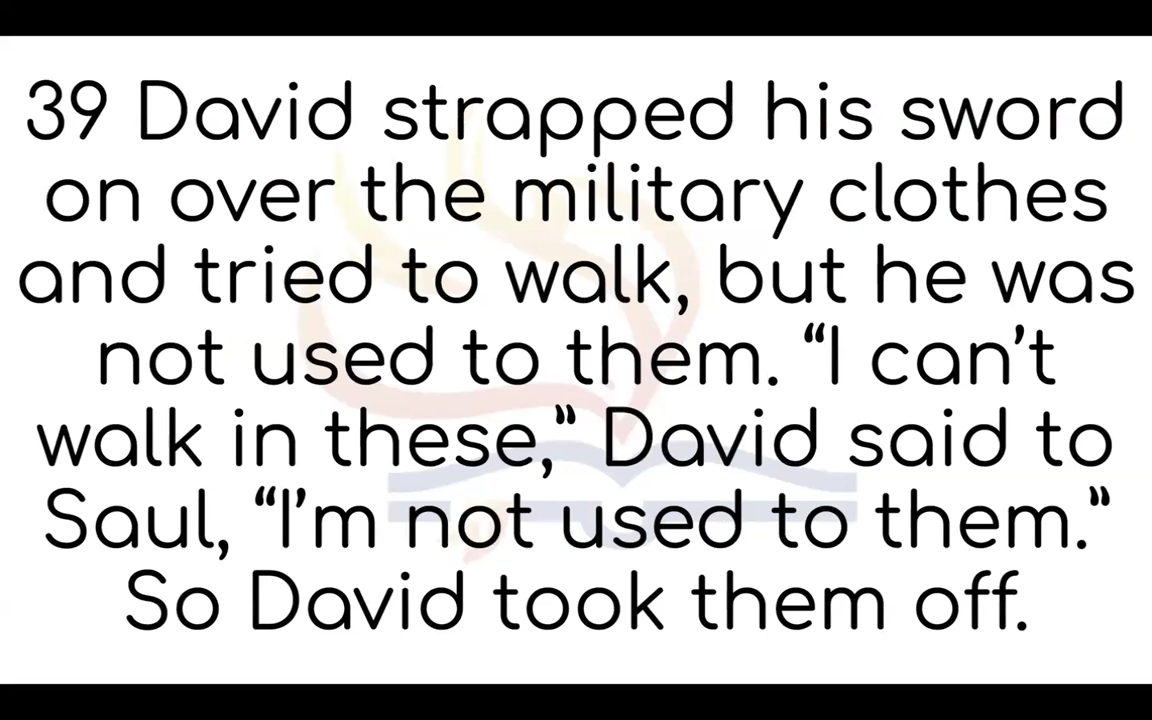 39 David strapped his sword
on over the military clothes
and tried to walk, but he was
not used to them. “I can’t
walk in these,” David said to
Saul, “I’m not used to them.”
So David took them off.